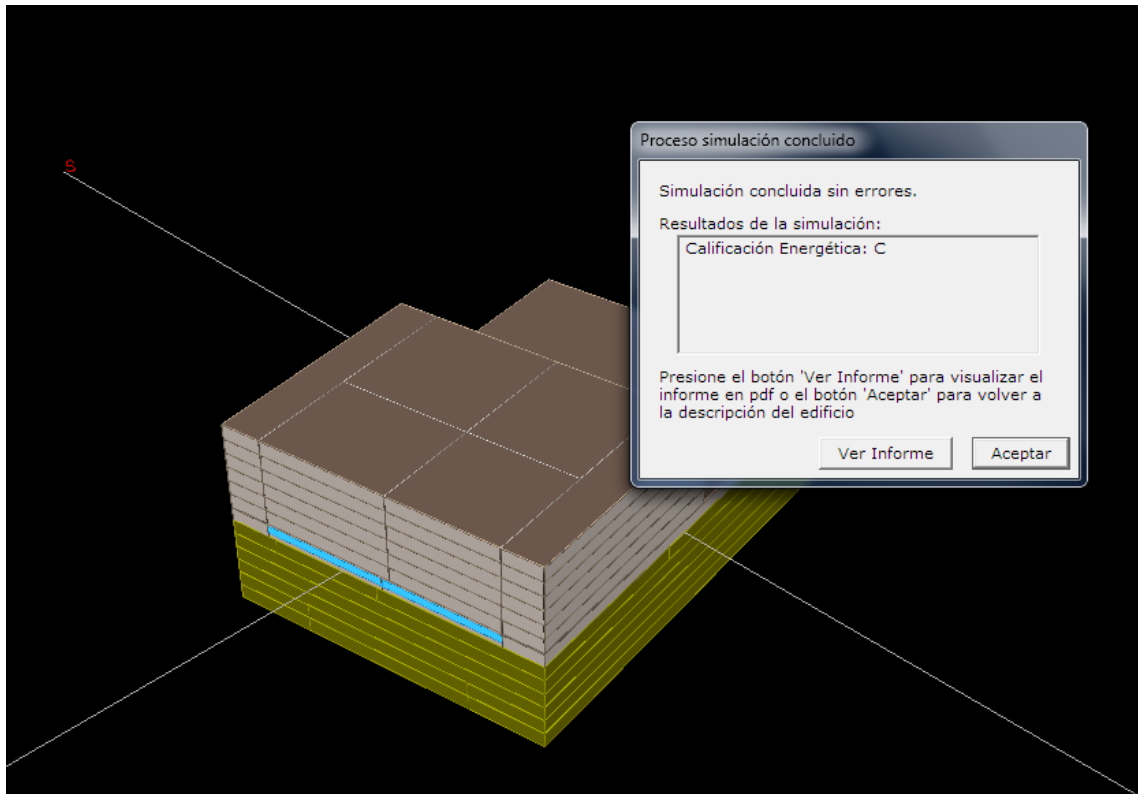 S
Proceso simulación concluido
Simulación concluida sin errores.
Resultados de la simulación:
Calificación Energética: C
Presione el botón 'Ver Informe' para visualizar el
informe en pdf o el botón 'Aceptar' para volver a
la descripción del edificio
Ver Informe
Aceptar